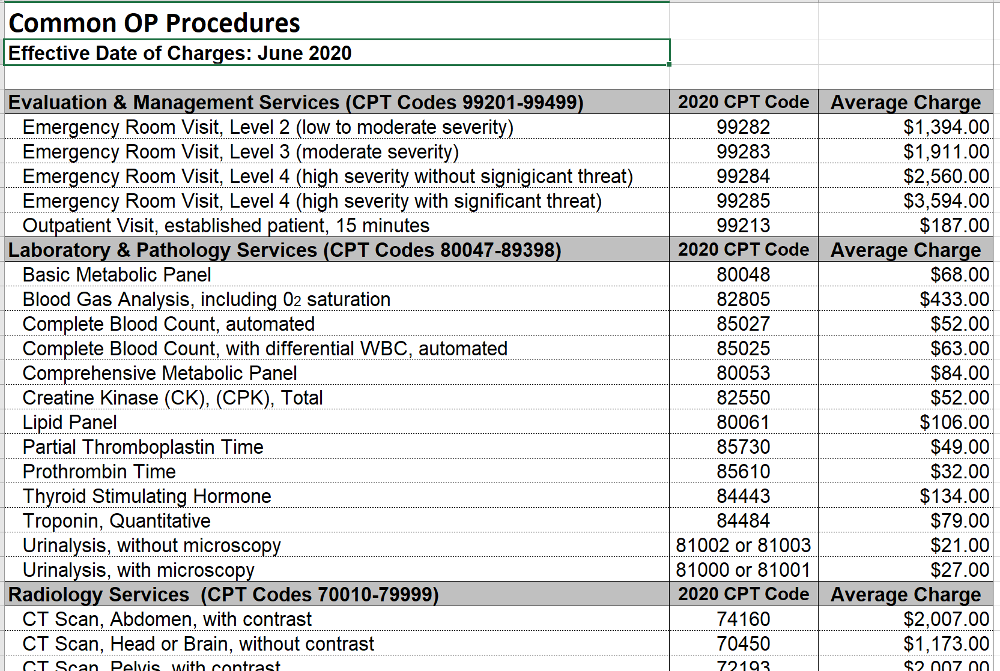 Common OP Procedures
Effective Date of Charges: June 2020
Evaluation & Management Services (CPT Codes 99201-99499) 2020 CPT Code Average Charge
Emergency Room Visit, Level 2 (low to moderate severity) 99282 $1,394.00
Emergency Room Visit, Level 3 (moderate severity) 99283 $1,911.00
Emergency Room Visit, Level 4 (high severity without signigicant threat) 99284 $2,560.00
Emergency Room Visit, Level 4 (high severity with significant threat) 99285 $3,594.00
Outpatient Visit, established patient, 15 minutes 99213 $187.00
Laboratory & Pathology Services (CPT Codes 80047-89398) 2020 CPT Code Average Charge
Basic Metabolic Panel 80048 $68.00
Blood Gas Analysis, including 02 saturation 82805 $433.00
Complete Blood Count, automated 85027 $52.00
Complete Blood Count, with differential WBC, automated 85025 $63.00
Comprehensive Metabolic Panel 80053 $84.00
Creatine Kinase (CK), (CPK), Total 82550 $52.00
Lipid Panel 80061 $106.00
Partial Thromboplastin Time 85730 $49.00
Prothrombin Time 85610 $32.00
Thyroid Stimulating Hormone 84443 $134.00
Troponin, Quantitative 84484 $79.00
Urinalysis, without microscopy 81002 or 81003 $21.00
Urinalysis, with microscopy 81000 or 81001 $27.00
Radiology Services (CPT Codes 70010-79999) 2020 CPT Code Average Charge
CT Scan, Abdomen, with contrast 74160 $2,007.00
CT Scan, Head or Brain, without contrast 70450 $1,173.00
CT Scan, Pelvis, with contrast 72193 $2,007.00